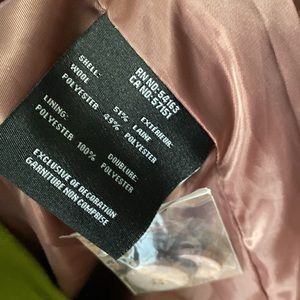 RN NO: 54163
CA NO: 57151
SHELL: EXTERIEUR:
WOOL 51% LAINE
POLYESTER 49% POLYESTER
LINING: DOUBLURE:
POLYESTER 100% POLYESTER
EXCLUSIVE OF DECORATION
GARNITURE NON COMPRISE